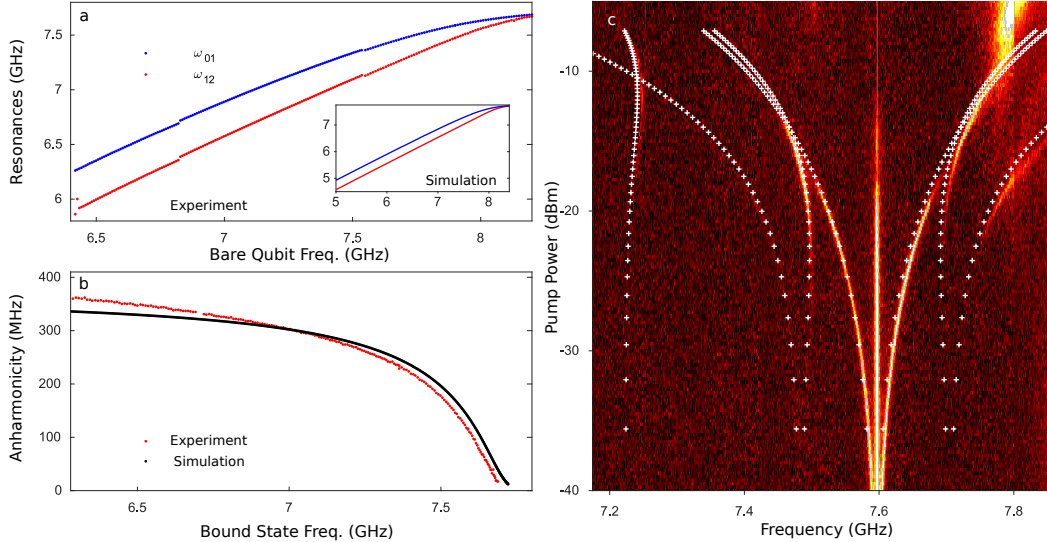 a
Resonances (GHz)
7.5
7
6.5
6
ω01
ω12
7
6
5
5
6
7
8
Simulation
Experiment
6.5
7
7.5
8
Bare Qubit Freq. (GHz)
b
Anharmonicity (MHz)
400
300
200
100
0
Experiment
Simulation
6.5
7
7.5
Bound State Freq. (GHz)
c
Pump Power (dBm)
-10
-20
-30
-40
7.2
7.4
7.6
7.8
Frequency (GHz)